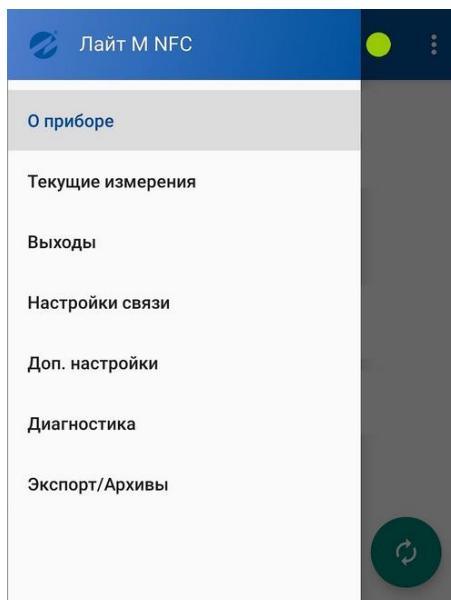 Лайт М NFC
О приборе
Текущие измерения
Выходы
Настройки связи
Доп. настройки
Диагностика
Экспорт/Архивы